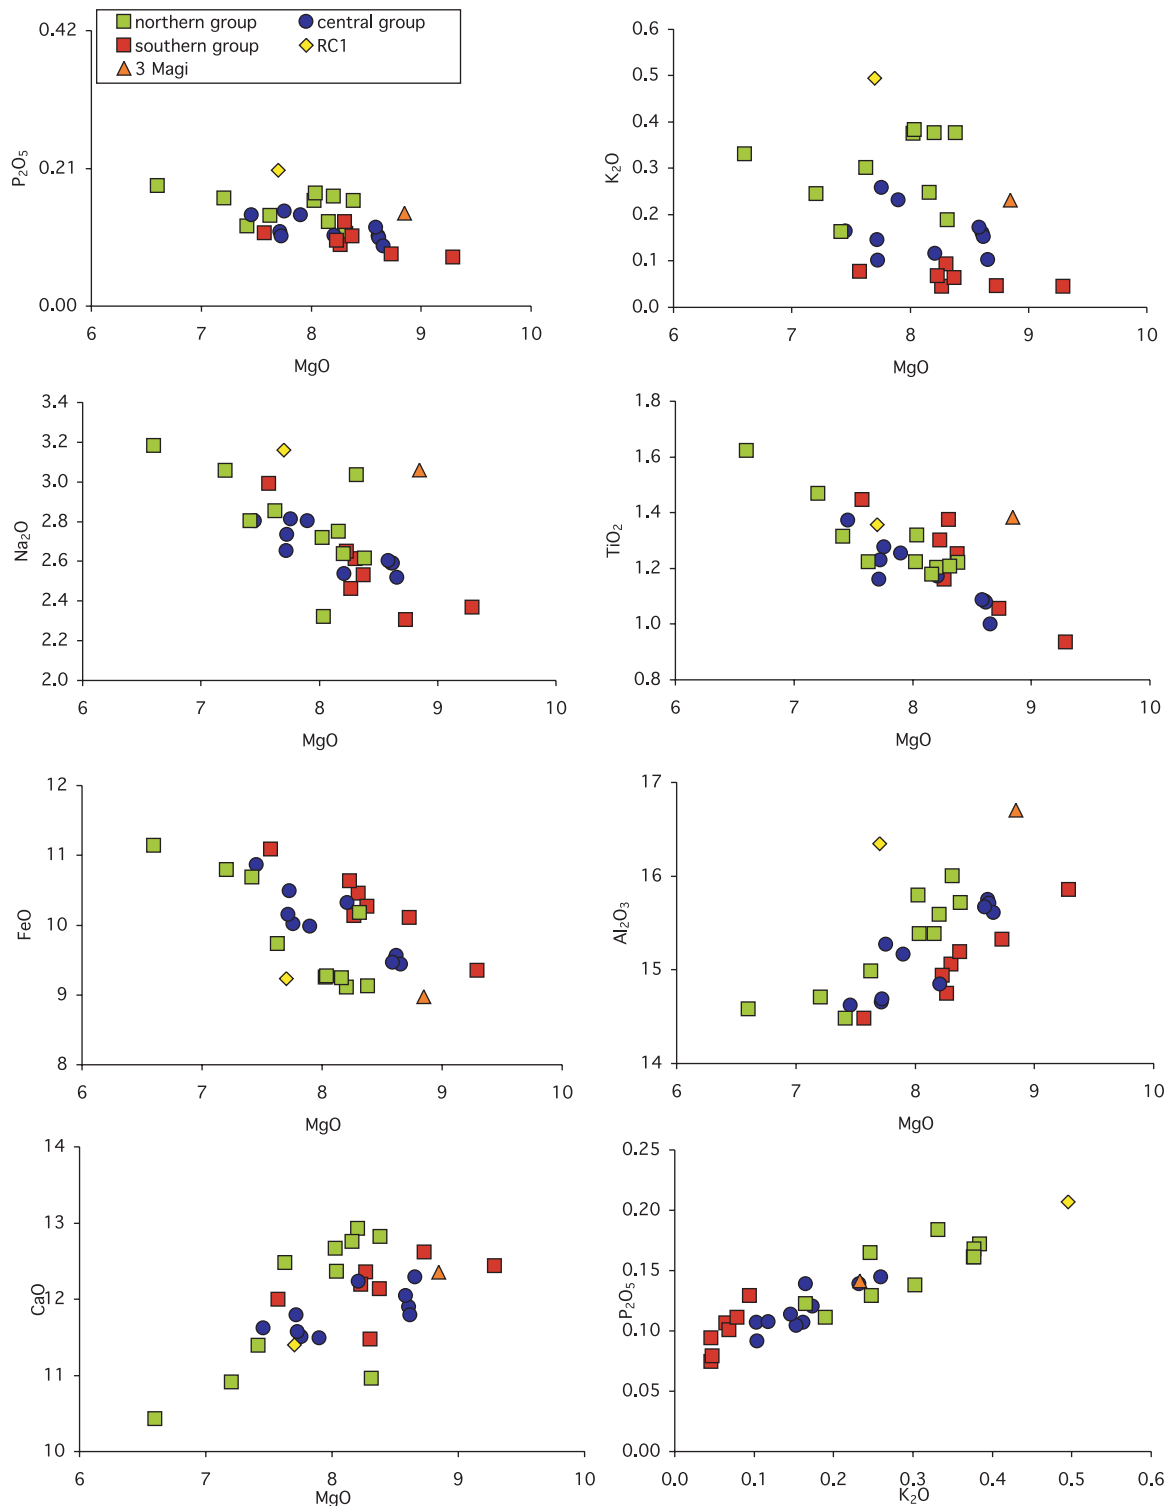 northern group central group
southern group RC1
3 Magi
0.42
0.21
0.00
P₂O₅
6 7 8 9 10
MgO
0.6
0.5
0.4
0.3
0.2
0.1
0.0
K₂O
6 7 8 9 10
MgO
3.4
3.2
3.0
2.8
2.6
2.4
2.2
2.0
Na₂O
6 7 8 9 10
MgO
1.8
1.6
1.4
1.2
1.0
0.8
TiO₂
6 7 8 9 10
MgO
12
11
10
9
8
FeO
6 7 8 9 10
MgO
17
16
15
14
Al₂O₃
6 7 8 9 10
MgO
14
13
12
11
10
CaO
6 7 8 9 10
MgO
0.25
0.20
0.15
0.10
0.05
0.00
P₂O₅
0.0 0.1 0.2 0.3 0.4 0.5 0.6
K₂O